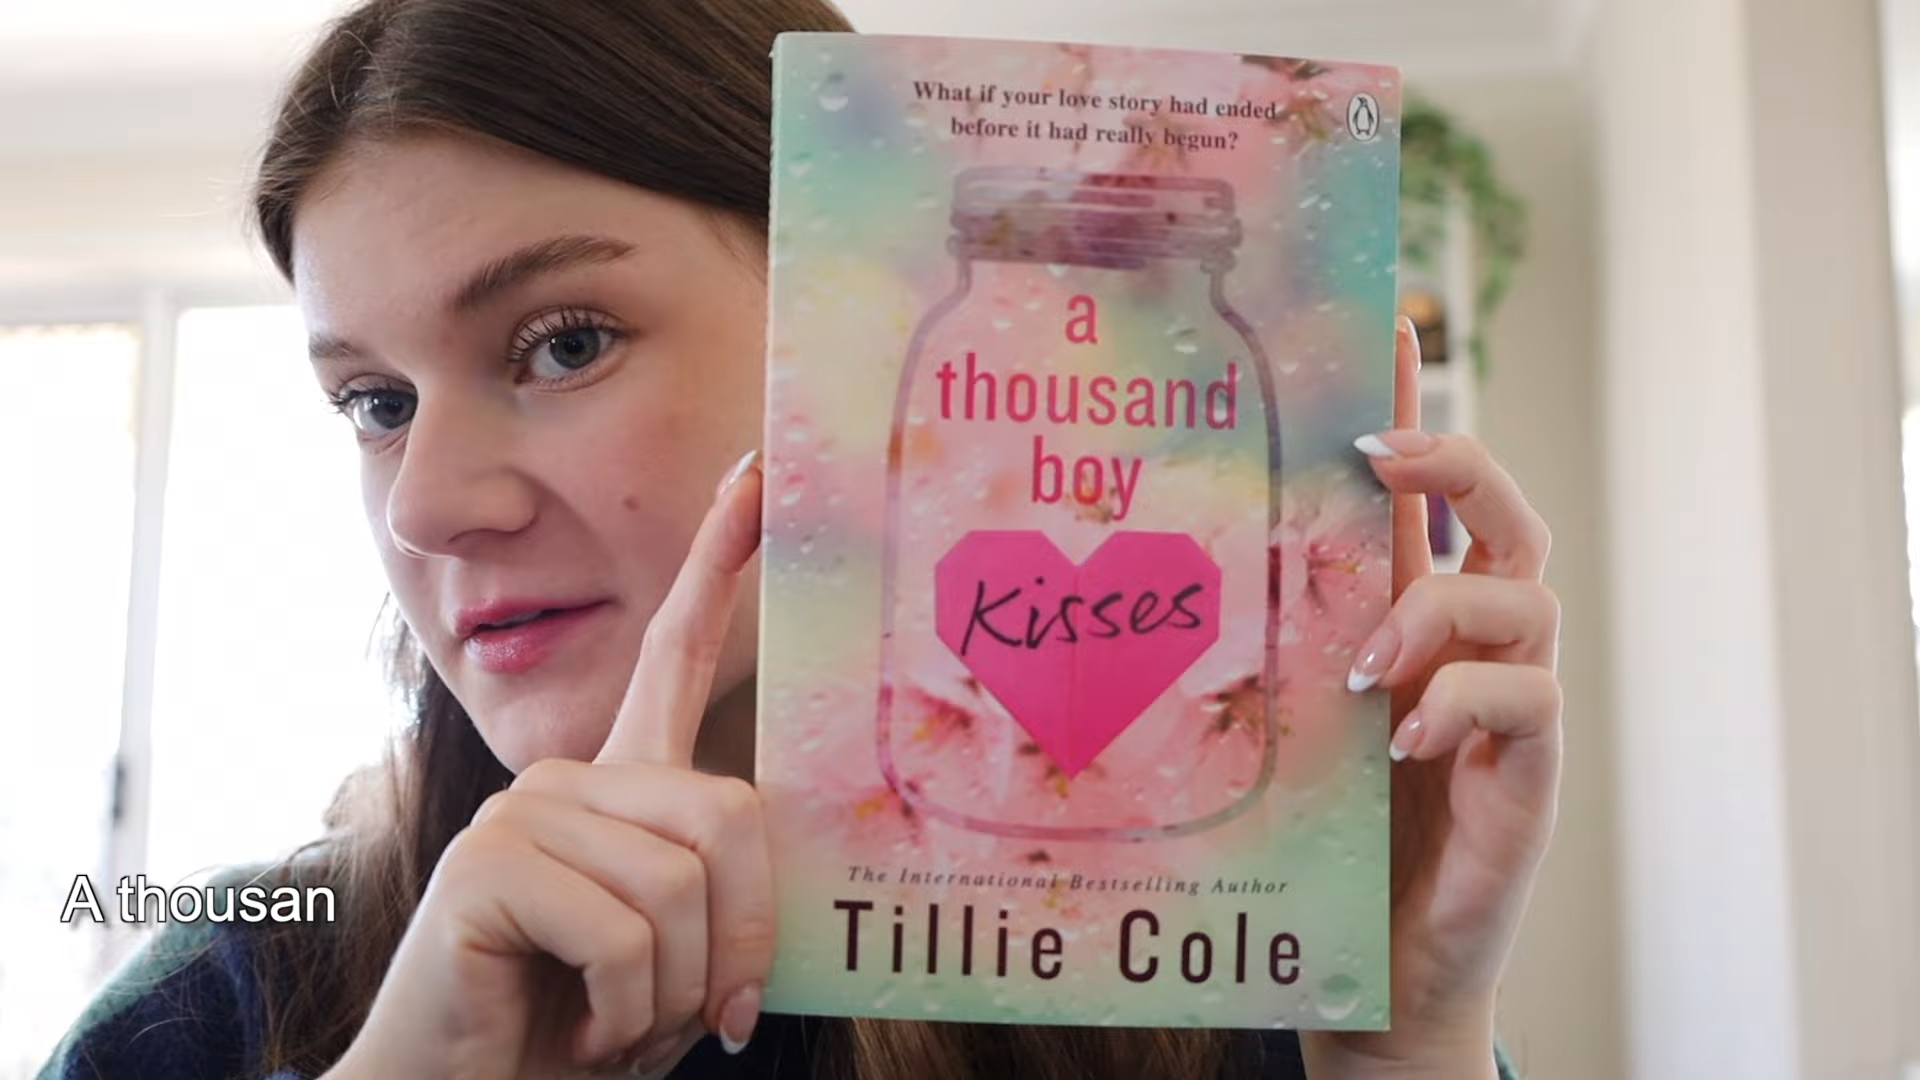 What if your love story had ended
before it had really begun?
a
thousand
boy
Kisses
The International Bestselling Author
Tillie Cole
A thousan